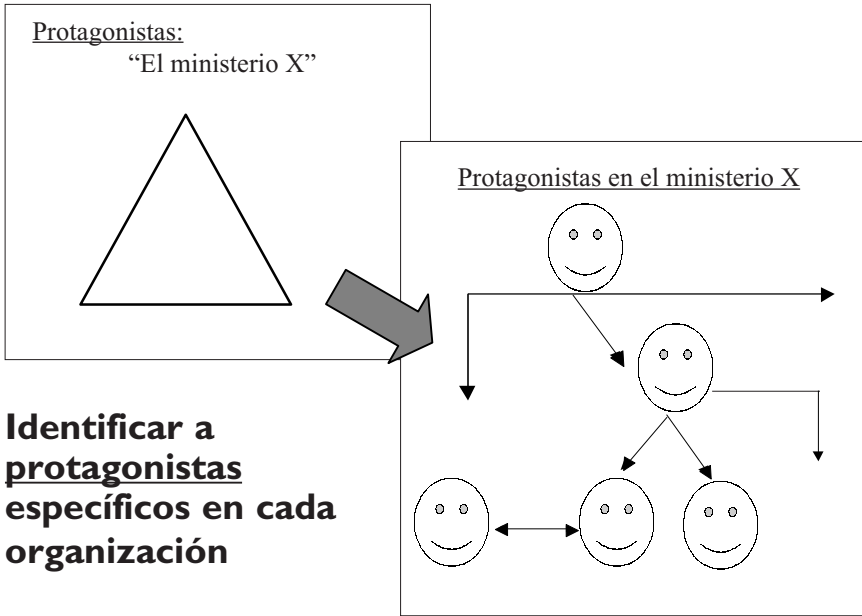 Protagonistas:
“El ministerio X”
Protagonistas en el ministerio X
Identificar a
protagonistas
específicos en cada
organización